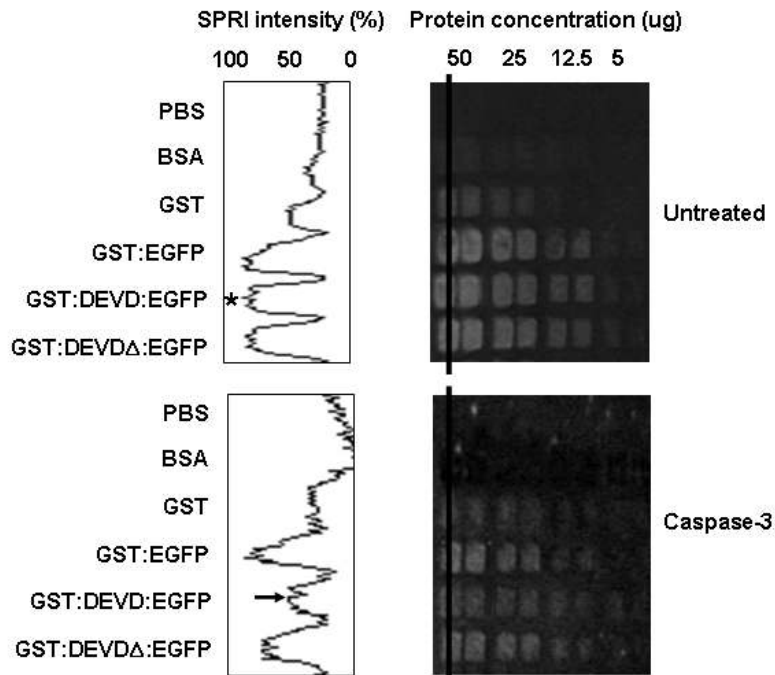 SPRI intensity (%) Protein concentration (ug)
100 50 0 50 25 12.5 5
PBS
BSA
GST
GST:EGFP
GST:DEVD:EGFP *
GST:DEVDΔ:EGFP
Untreated
PBS
BSA
GST
GST:EGFP
GST:DEVD:EGFP
GST:DEVDΔ:EGFP
Caspase-3